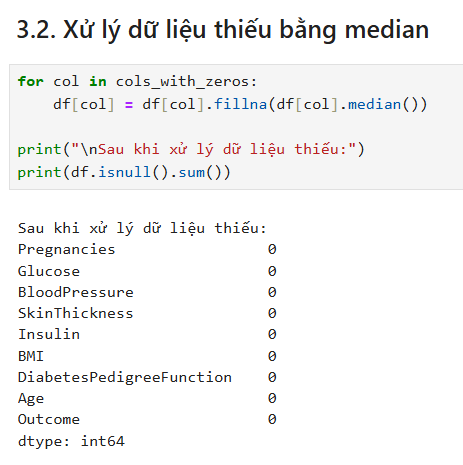 3.2. Xử lý dữ liệu thiếu bằng median
for col in cols_with_zeros:
    df[col] = df[col].fillna(df[col].median())
print("\nSau khi xử lý dữ liệu thiếu:")
print(df.isnull().sum())
Sau khi xử lý dữ liệu thiếu:
Pregnancies                 0
Glucose                     0
BloodPressure               0
SkinThickness               0
Insulin                     0
BMI                         0
DiabetesPedigreeFunction    0
Age                         0
Outcome                     0
dtype: int64